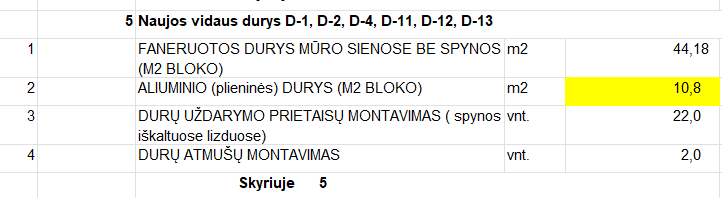 5 Naujos vidaus durys D-1, D-2, D-4, D-11, D-12, D-13
1 FANERUOTOS DURYS MŪRO SIENOSE BE SPYNOS m2 44,18
(M2 BLOKO)
2 ALIUMINIO (plieninės) DURYS (M2 BLOKO) m2 10,8
3 DURŲ UŽDARYMO PRIETAISŲ MONTAVIMAS ( spynos vnt. 22,0
iškaltuose lizduose)
4 DURŲ ATMUŠŲ MONTAVIMAS vnt. 2,0
Skyriuje 5